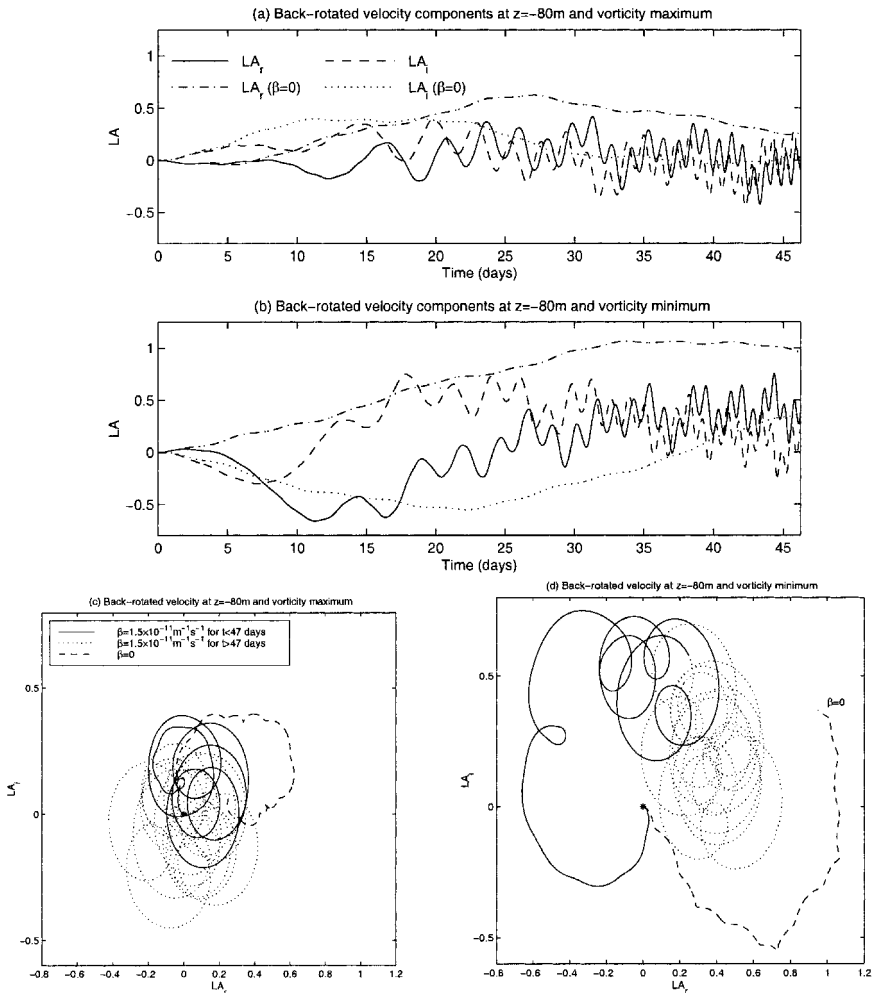 (a) Back−rotated velocity components at z=−80m and vorticity maximum
LA_r
LA_i
LA_r (β=0)
LA_i (β=0)
1
0.5
0
−0.5
LA
0 5 10 15 20 25 30 35 40 45
Time (days)
(b) Back−rotated velocity components at z=−80m and vorticity minimum
1
0.5
0
−0.5
LA
0 5 10 15 20 25 30 35 40 45
Time (days)
(c) Back−rotated velocity at z=−80m and vorticity maximum
β=1.5×10⁻¹¹m⁻¹s⁻¹ for t<47 days
β=1.5×10⁻¹¹m⁻¹s⁻¹ for t>47 days
β=0
0.5
0
−0.5
LA_i
−0.8 −0.6 −0.4 −0.2 0 0.2 0.4 0.6 0.8 1 1.2
LA_r
(d) Back−rotated velocity at z=−80m and vorticity minimum
β=0
0.5
0
−0.5
LA_i
−0.8 −0.6 −0.4 −0.2 0 0.2 0.4 0.6 0.8 1 1.2
LA_r